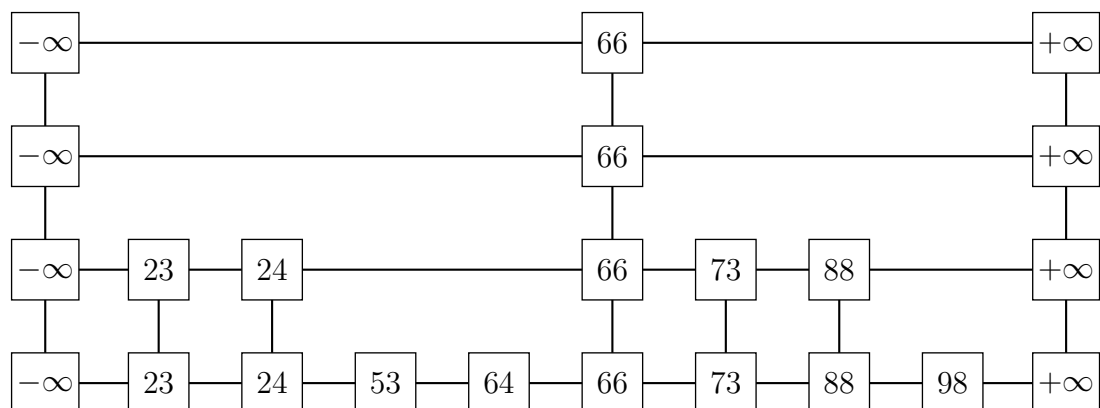 −∞ 66 +∞
−∞ 66 +∞
−∞ 23 24 66 73 88 +∞
−∞ 23 24 53 64 66 73 88 98 +∞